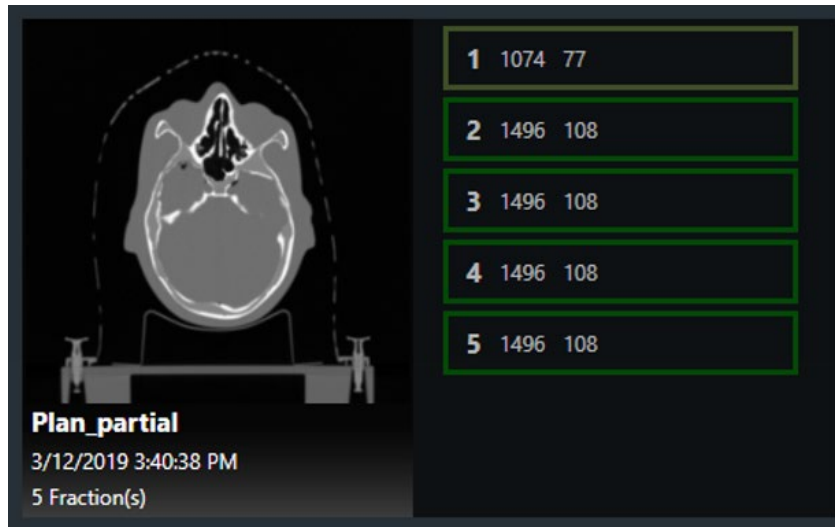 Plan_partial
3/12/2019 3:40:38 PM
5 Fraction(s)
1 1074 77
2 1496 108
3 1496 108
4 1496 108
5 1496 108